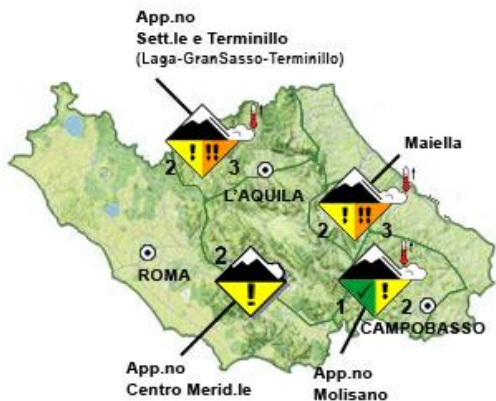 App.no
Sett.le e Terminillo
(Laga-GranSasso-Terminillo)
! !!
2 3
L'AQUILA
Maiella
! !!
2 3
ROMA
2
!
!
1 2
CAMPOBASSO
App.no
Centro Merid.le
App.no
Molisano